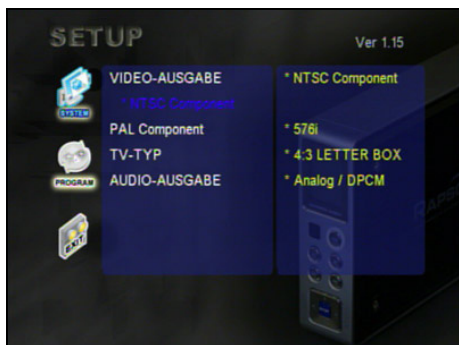 SETUP
Ver 1.15
VIDEO-AUSGABE * NTSC Component
* NTSC Component
PAL Component * 576i
TV-TYP * 4:3 LETTER BOX
AUDIO-AUSGABE * Analog / DPCM
SYSTEM
PROGRAM
EXIT